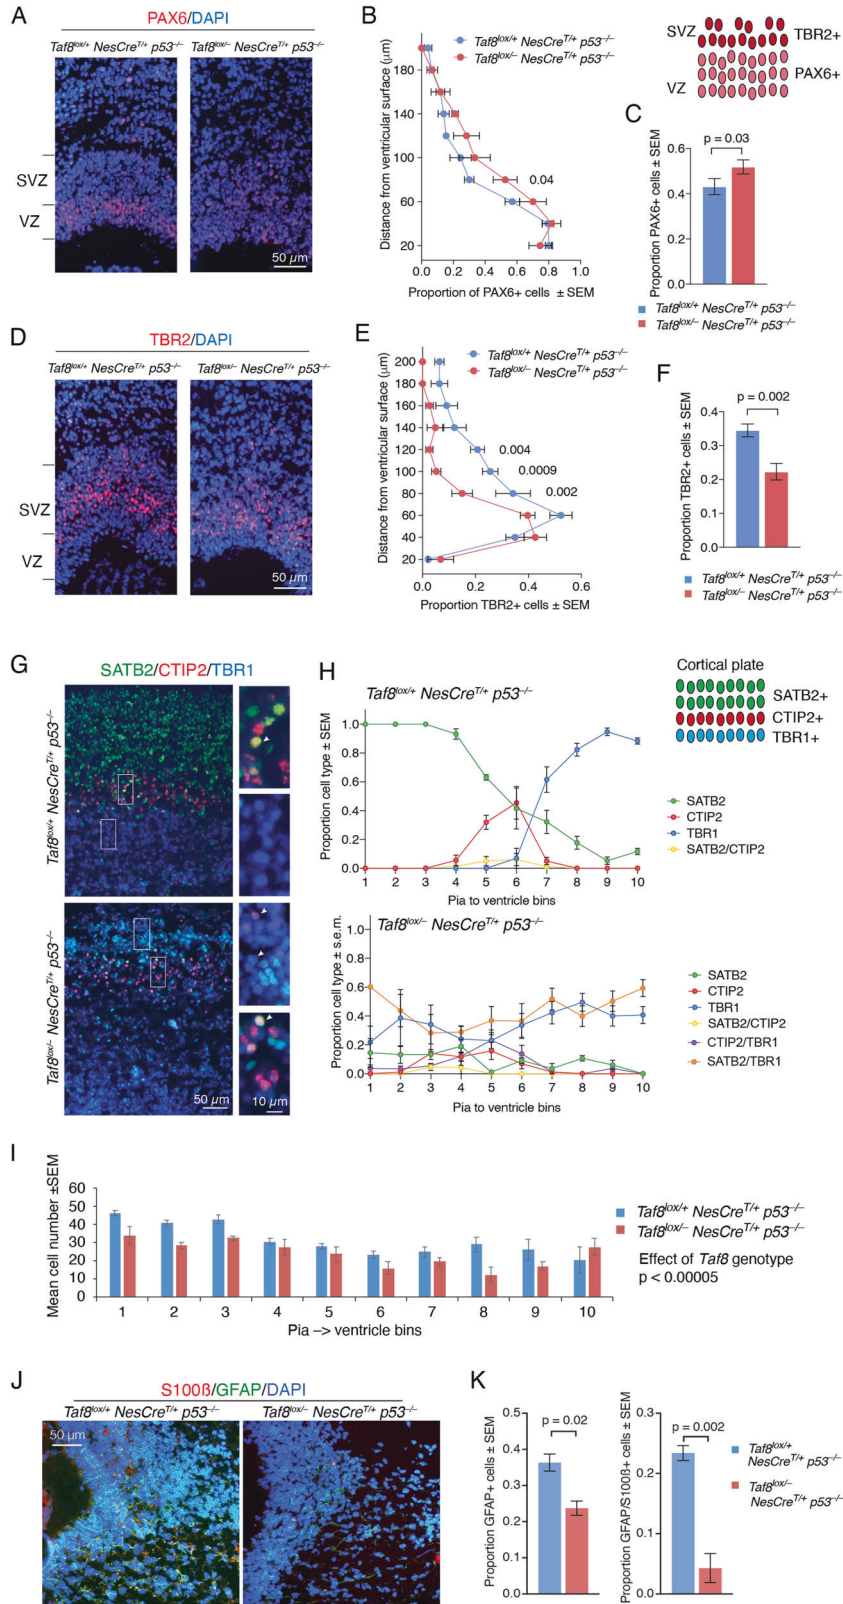 A
PAX6/DAPI
Taf8lox/+ NesCreT/+ p53–/– Taf8lox/– NesCreT/+ p53–/–
SVZ
VZ
50 µm
B
Taf8lox/+ NesCreT/+ p53–/–
Taf8lox/– NesCreT/+ p53–/–
Distance from ventricular surface (µm)
180
140
100
60
20
0.04
0 0.2 0.4 0.6 0.8 1.0
Proportion of PAX6+ cells ± SEM
SVZ
TBR2+
VZ
PAX6+
C
p = 0.03
Proportion PAX6+ cells ± SEM
0.6
0.4
0.2
0.0
Taf8lox/+ NesCreT/+ p53–/–
Taf8lox/– NesCreT/+ p53–/–
D
TBR2/DAPI
Taf8lox/+ NesCreT/+ p53–/– Taf8lox/– NesCreT/+ p53–/–
SVZ
VZ
50 µm
E
Taf8lox/+ NesCreT/+ p53–/–
Taf8lox/– NesCreT/+ p53–/–
Distance from ventricular surface (µm)
200
180
160
140
120
100
80
60
40
20
0.004
0.0009
0.002
0 0.2 0.4 0.6
Proportion TBR2+ cells ± SEM
F
p = 0.002
Proportion TBR2+ cells ± SEM
0.4
0.3
0.2
0.1
0.0
Taf8lox/+ NesCreT/+ p53–/–
Taf8lox/– NesCreT/+ p53–/–
G
SATB2/CTIP2/TBR1
Taf8lox/+ NesCreT/+ p53–/–
Taf8lox/– NesCreT/+ p53–/–
50 µm
10 µm
H
Taf8lox/+ NesCreT/+ p53–/–
Proportion cell type ± SEM
1.0
0.8
0.6
0.4
0.2
0.0
1 2 3 4 5 6 7 8 9 10
Pia to ventricle bins
Cortical plate
SATB2+
CTIP2+
TBR1+
SATB2
CTIP2
TBR1
SATB2/CTIP2
Taf8lox/– NesCreT/+ p53–/–
Proportion cell type ± s.e.m.
1.0
0.8
0.6
0.4
0.2
0.0
1 2 3 4 5 6 7 8 9 10
Pia to ventricle bins
SATB2
CTIP2
TBR1
SATB2/CTIP2
CTIP2/TBR1
SATB2/TBR1
I
Mean cell number ±SEM
60
50
40
30
20
10
0
1 2 3 4 5 6 7 8 9 10
Pia –> ventricle bins
Taf8lox/+ NesCreT/+ p53–/–
Taf8lox/– NesCreT/+ p53–/–
Effect of Taf8 genotype
p < 0.00005
J
S100ß/GFAP/DAPI
Taf8lox/+ NesCreT/+ p53–/– Taf8lox/– NesCreT/+ p53–/–
50 µm
K
p = 0.02
Proportion GFAP+ cells ± SEM
0.5
0.4
0.3
0.2
0.1
0.0
p = 0.002
Proportion GFAP/S100ß+ cells ± SEM
0.3
0.2
0.1
0.0
Taf8lox/+
NesCreT/+ p53–/–
Taf8lox/–
NesCreT/+ p53–/–